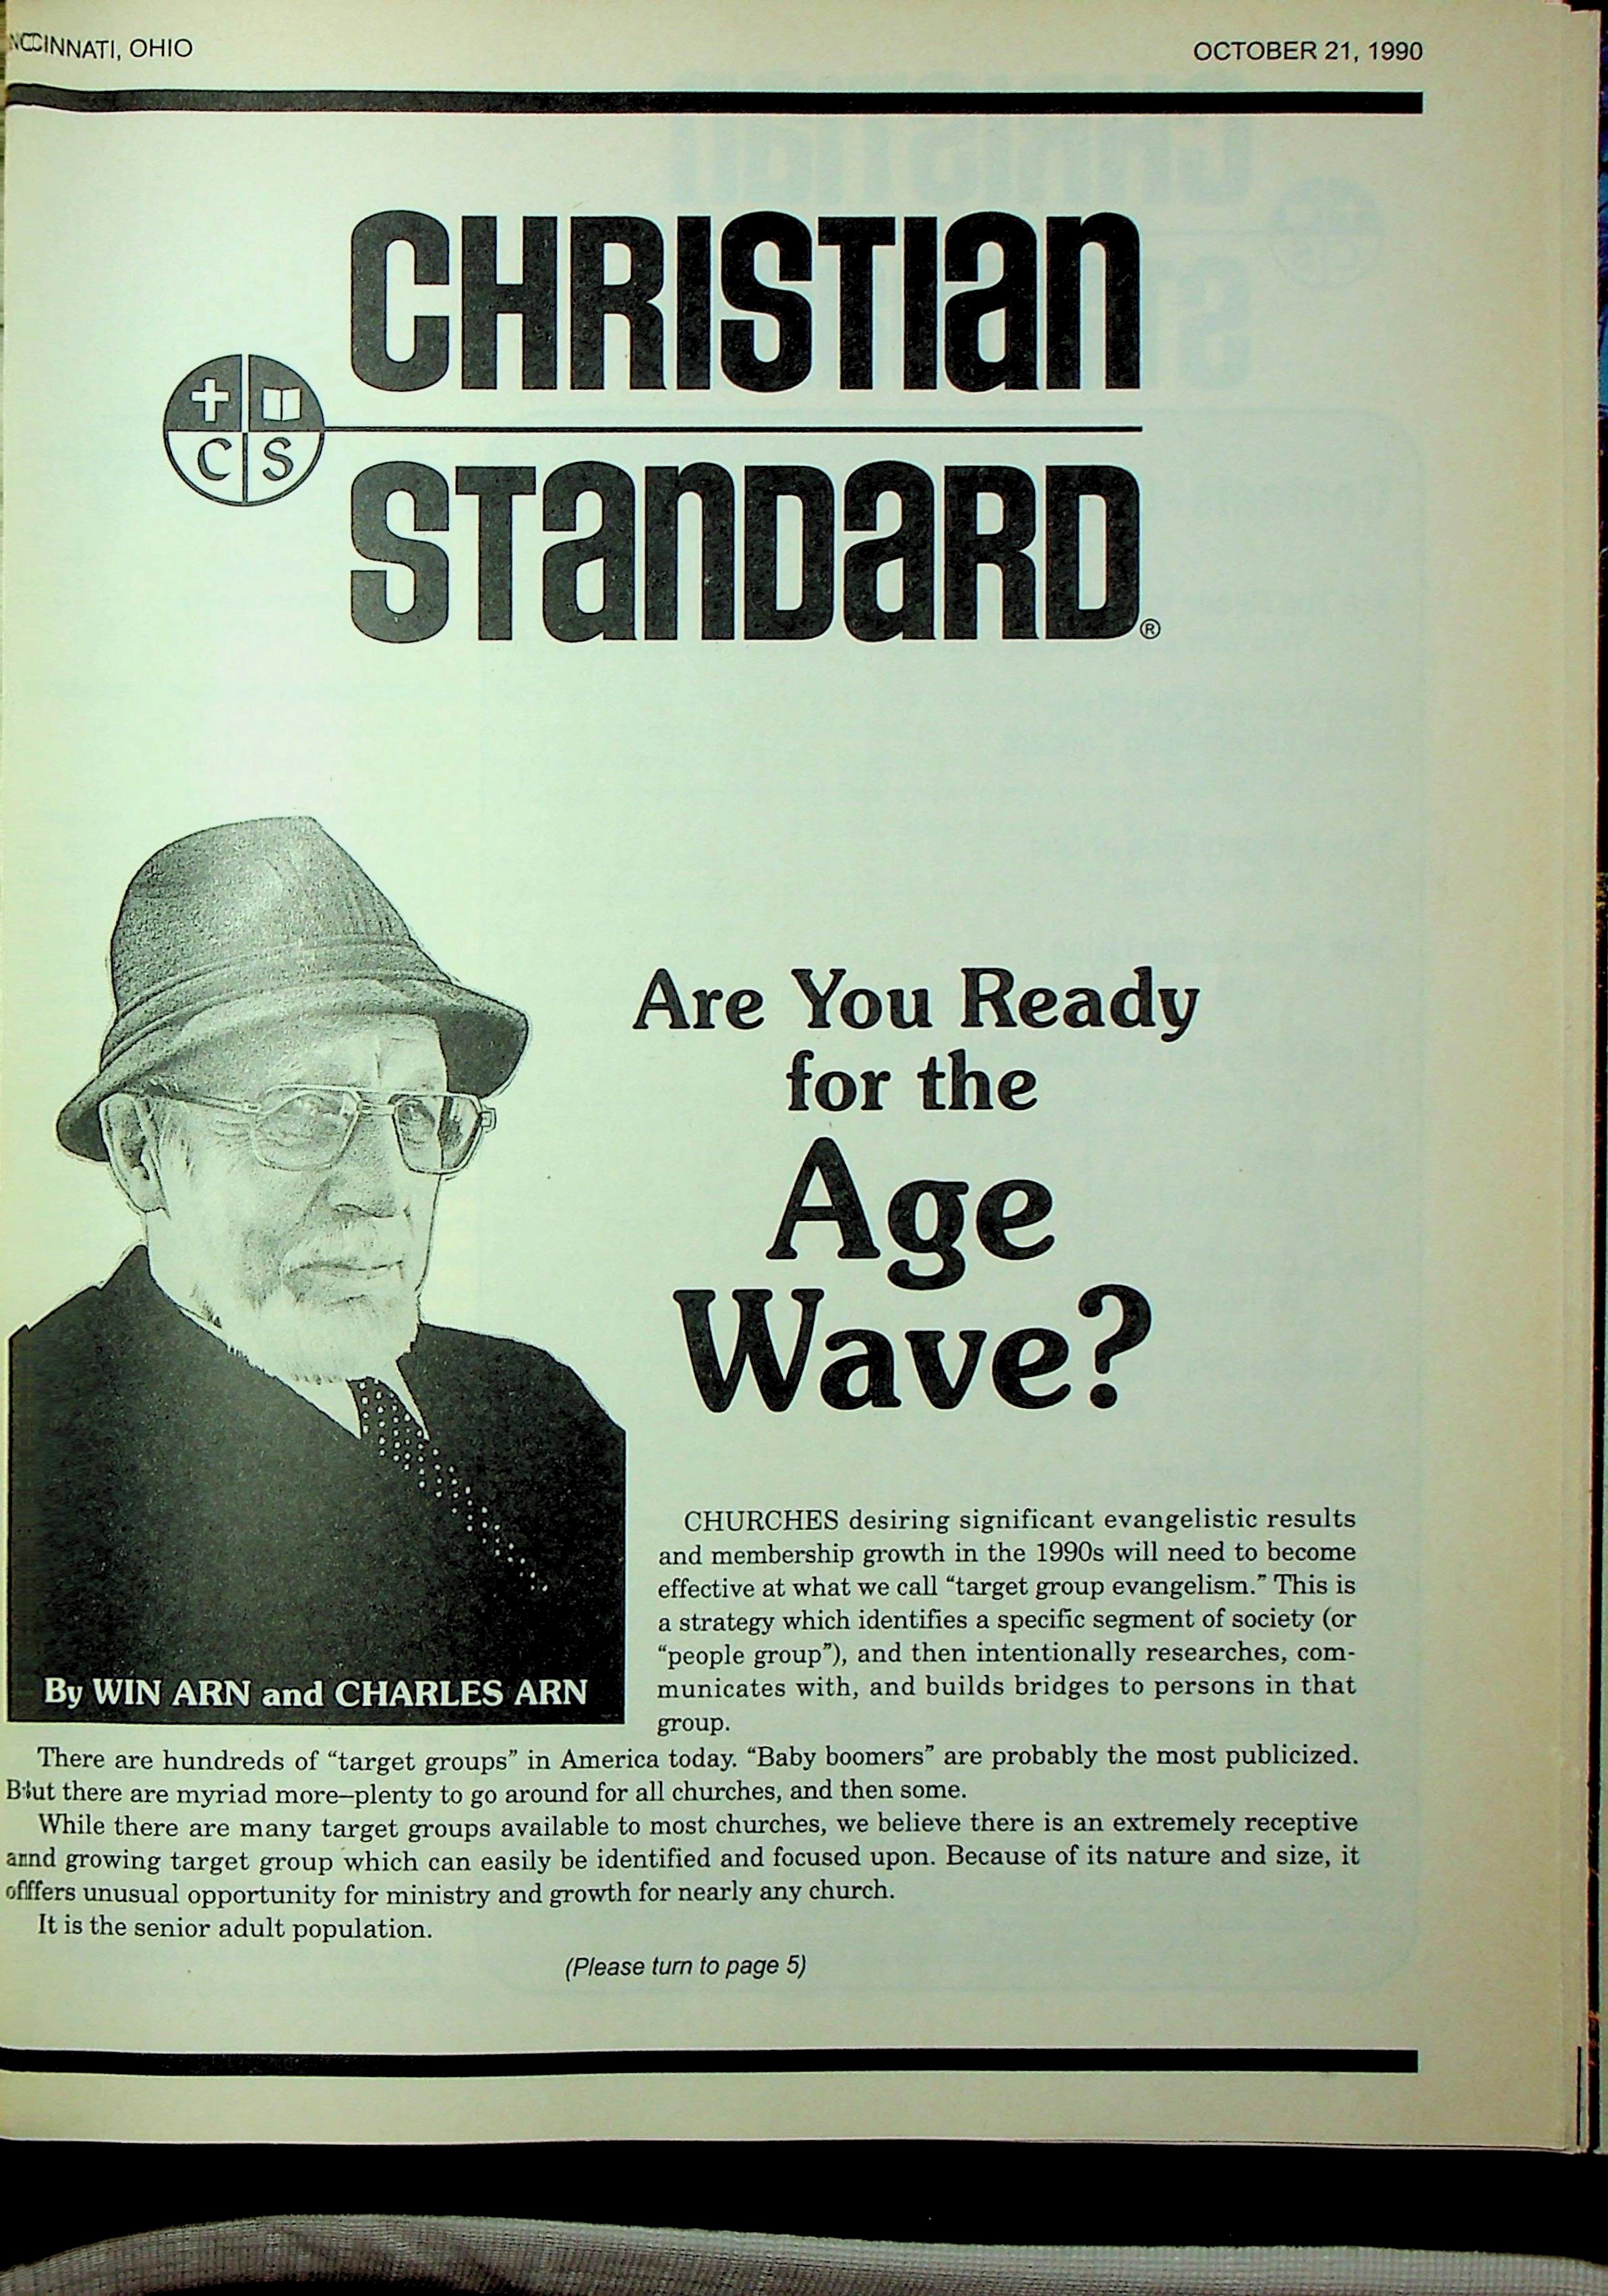 CINCINNATI, OHIO
OCTOBER 21, 1990
CHRISTIAN
C S
STANDARD®
Are You Ready
for the
Age
Wave?
By WIN ARN and CHARLES ARN
CHURCHES desiring significant evangelistic results
and membership growth in the 1990s will need to become
effective at what we call “target group evangelism.” This is
a strategy which identifies a specific segment of society (or
“people group”), and then intentionally researches, com-
municates with, and builds bridges to persons in that
group.
There are hundreds of “target groups” in America today. “Baby boomers” are probably the most publicized.
But there are myriad more–plenty to go around for all churches, and then some.
While there are many target groups available to most churches, we believe there is an extremely receptive
and growing target group which can easily be identified and focused upon. Because of its nature and size, it
offers unusual opportunity for ministry and growth for nearly any church.
It is the senior adult population.
(Please turn to page 5)